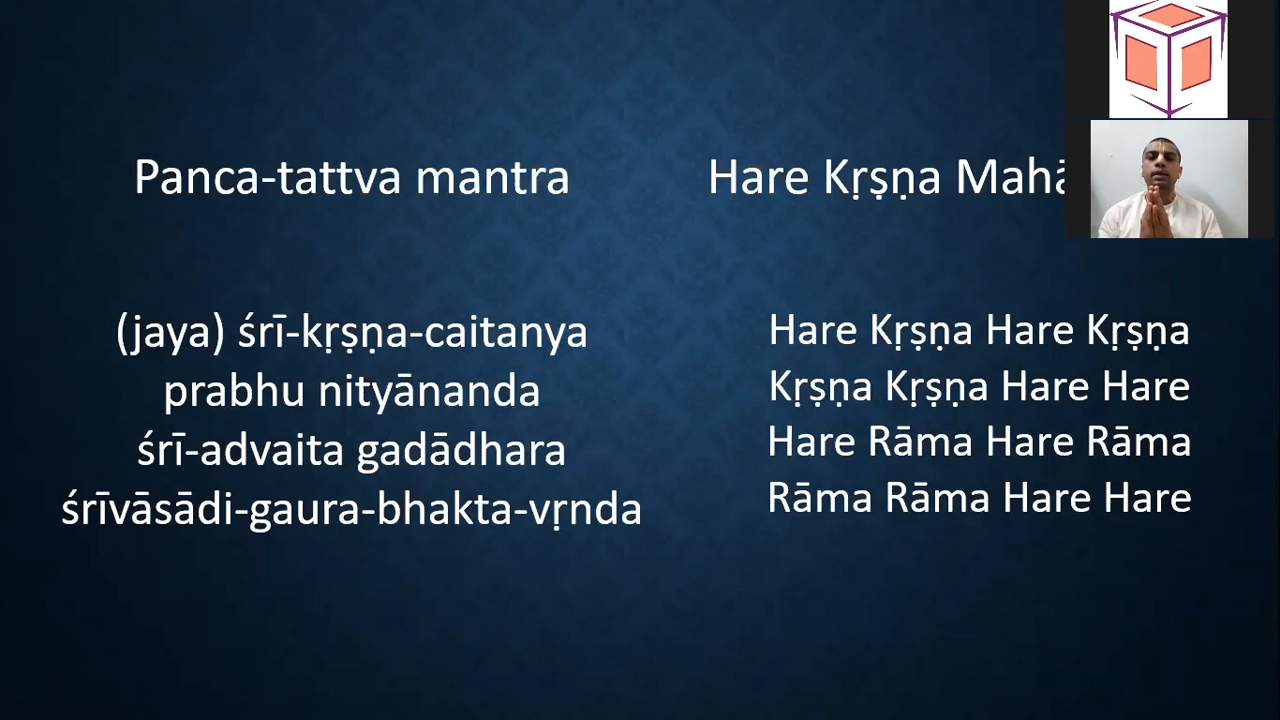 Panca-tattva mantra
(jaya) śrī-kṛṣṇa-caitanya
prabhu nityānanda
śrī-advaita gadādhara
śrīvāsādi-gaura-bhakta-vṛnda
Hare Kṛṣṇa
Hare Kṛṣṇa Hare Kṛṣṇa
Kṛṣṇa Kṛṣṇa Hare Hare
Hare Rāma Hare Rāma
Rāma Rāma Hare Hare